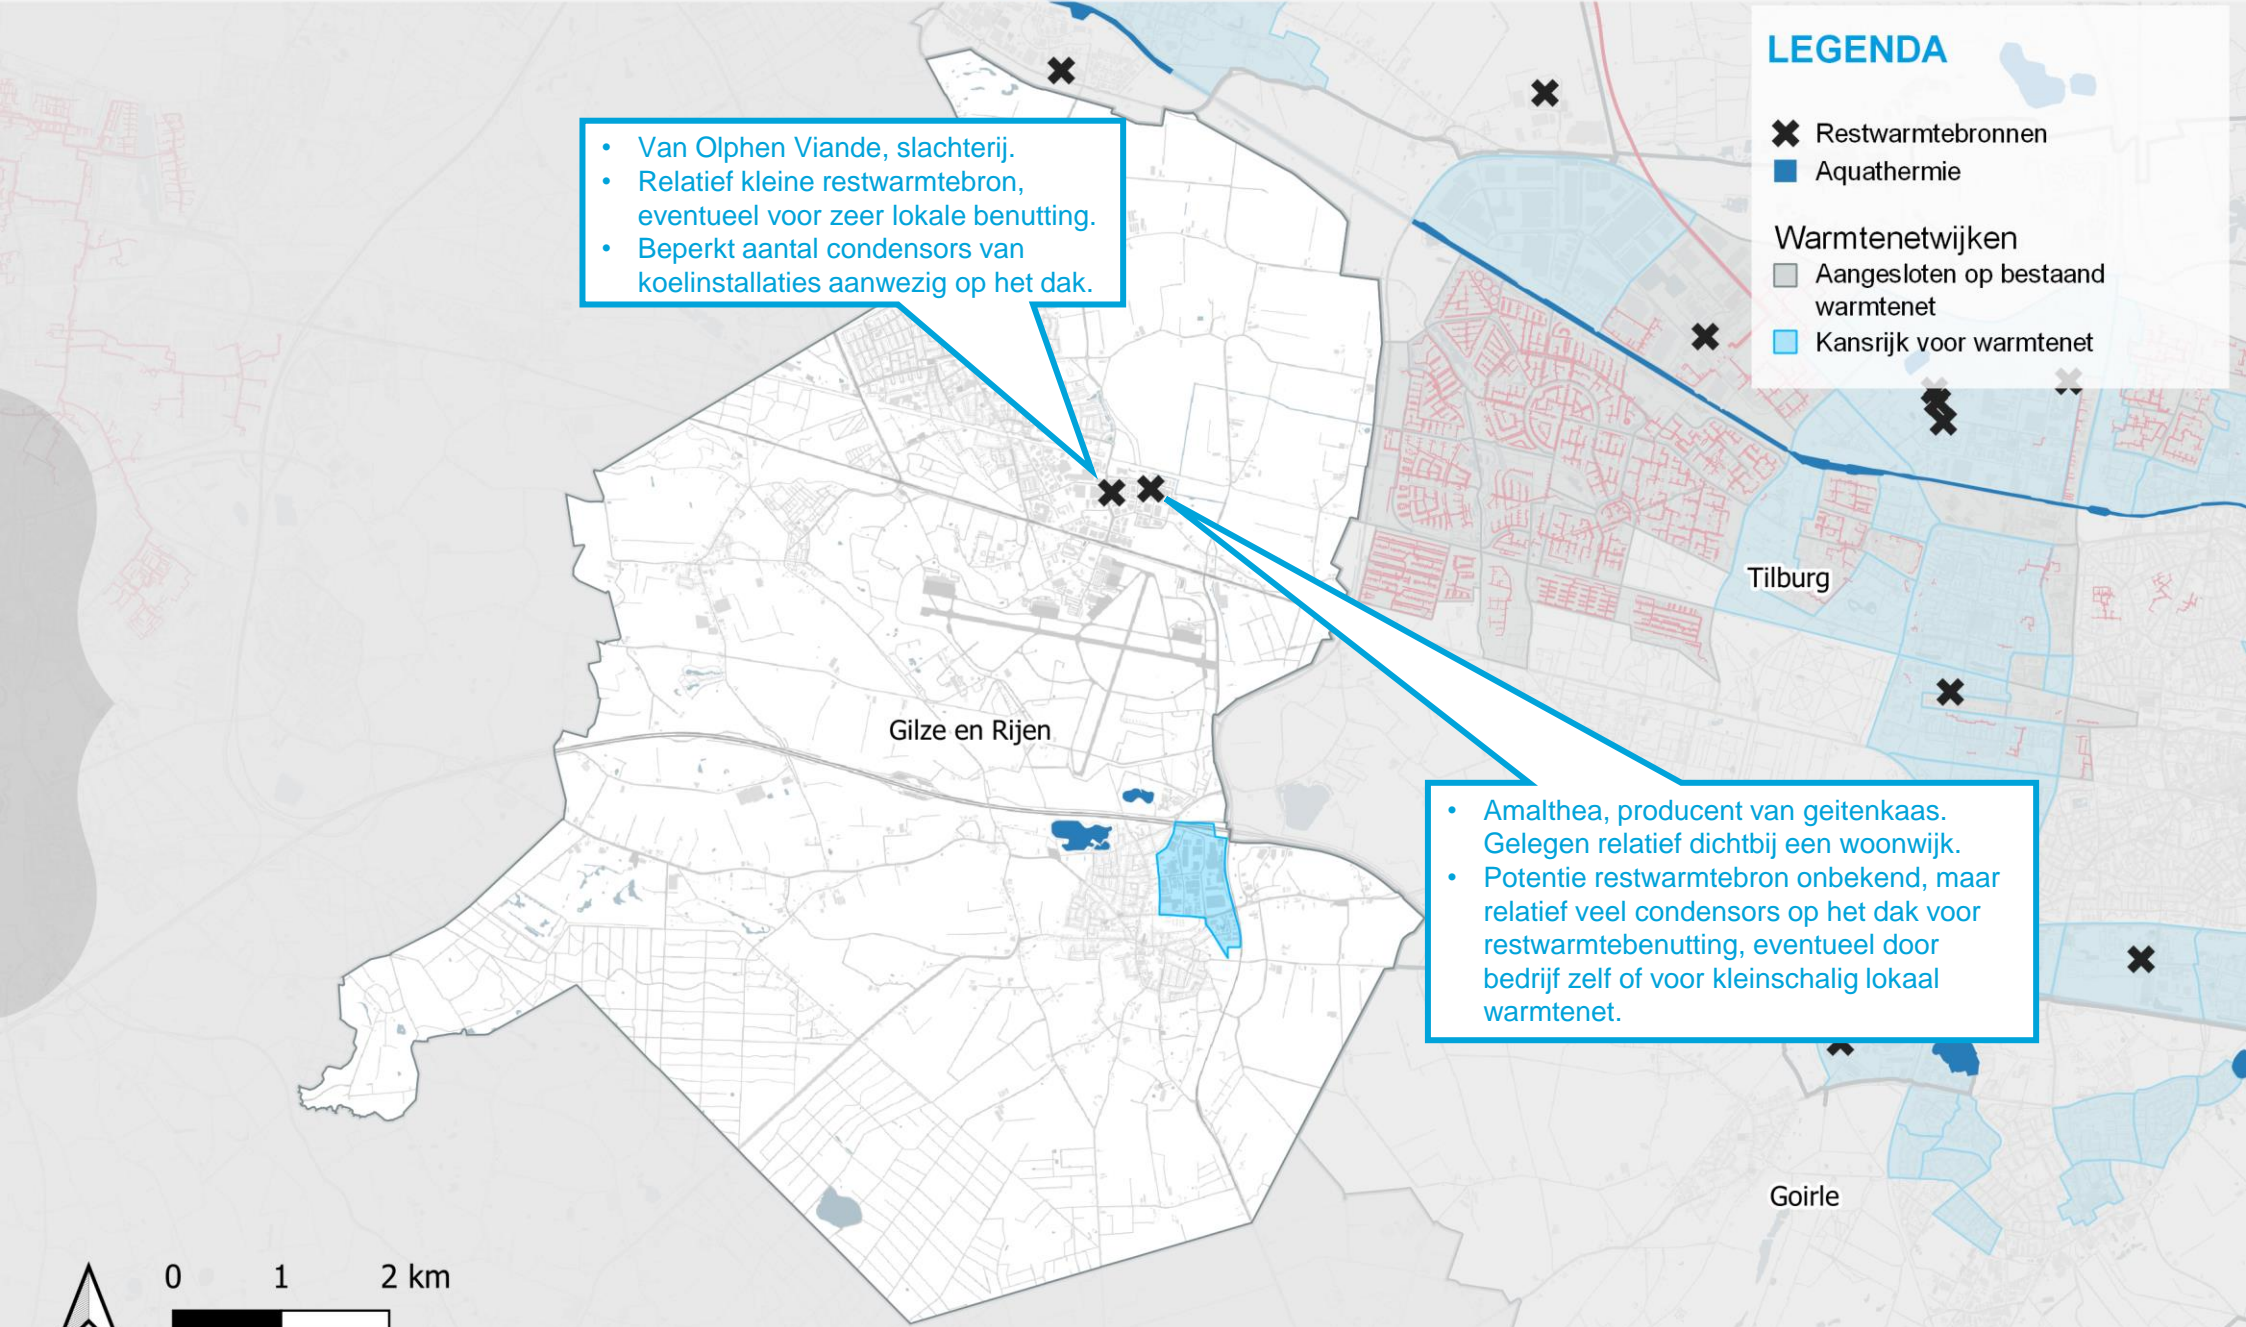 LEGENDA
Restwarmtebronnen
Aquathermie
Warmtenetwijken
Aangesloten op bestaand
warmtenet
Kansrijk voor warmtenet
• Van Olphen Viande, slachterij.
• Relatief kleine restwarmtebron,
eventueel voor zeer lokale benutting.
• Beperkt aantal condensors van
koelinstallaties aanwezig op het dak.
Tilburg
Gilze en Rijen
• Amalthea, producent van geitenkaas.
Gelegen relatief dichtbij een woonwijk.
• Potentie restwarmtebron onbekend, maar
relatief veel condensors op het dak voor
restwarmtebenutting, eventueel door
bedrijf zelf of voor kleinschalig lokaal
warmtenet.
Goirle
0 1 2 km